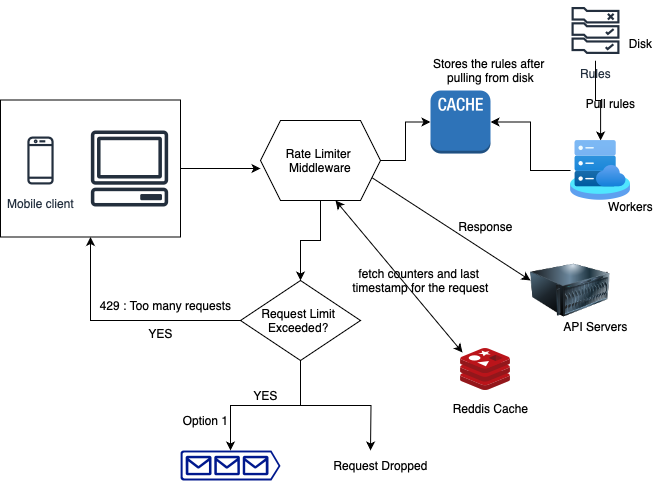 Disk
Rules
Stores the rules after
pulling from disk
CACHE
Pull rules
Rate Limiter
Middleware
Mobile client
Workers
Response
fetch counters and last
timestamp for the request
429 : Too many requests
YES
Request Limit
Exceeded?
API Servers
YES
Reddis Cache
Option 1
Request Dropped